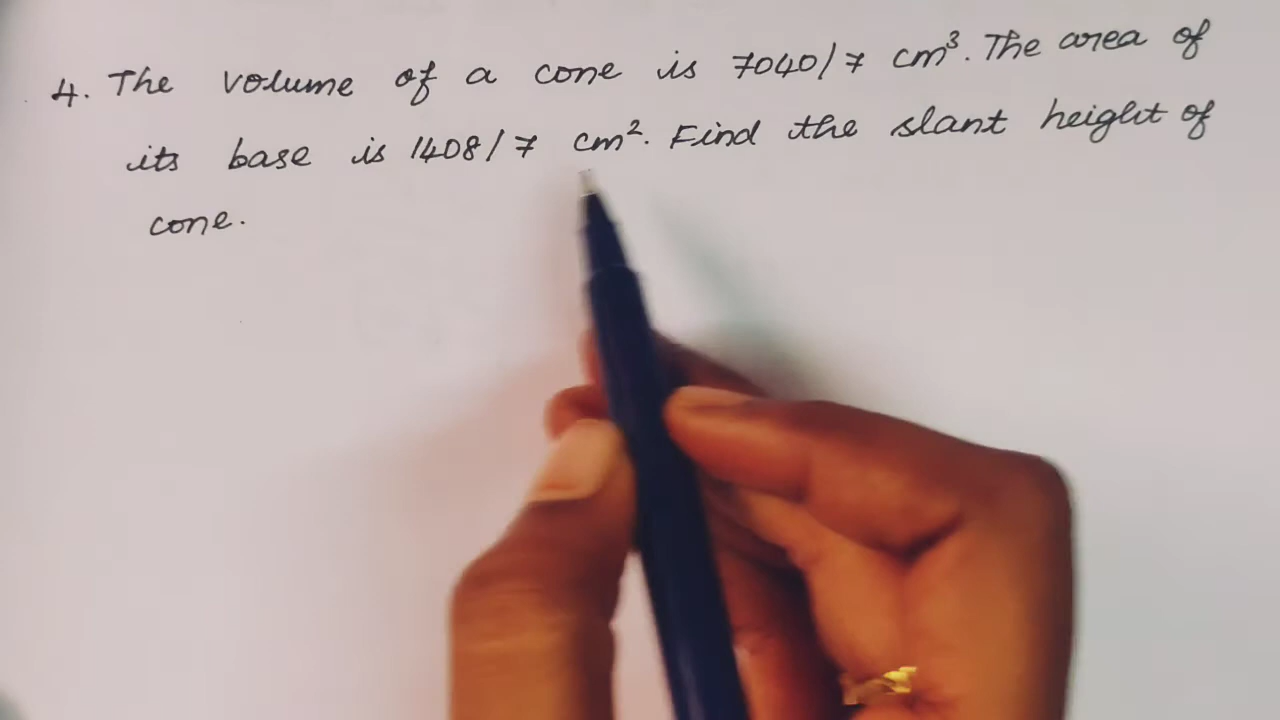 4. The volume of a cone is 7040/7 cm³. The area of
its base is 1408/7 cm². Find the slant height of
cone.